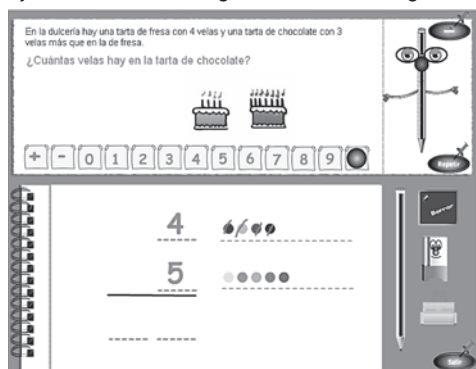 En la dulcería hay una tarta de fresa con 4 velas y una tarta de chocolate con 3
velas más que en la de fresa.
¿Cuántas velas hay en la tarta de chocolate?
+ - 0 1 2 3 4 5 6 7 8 9
Repetir
4
5
Borrar
Salir